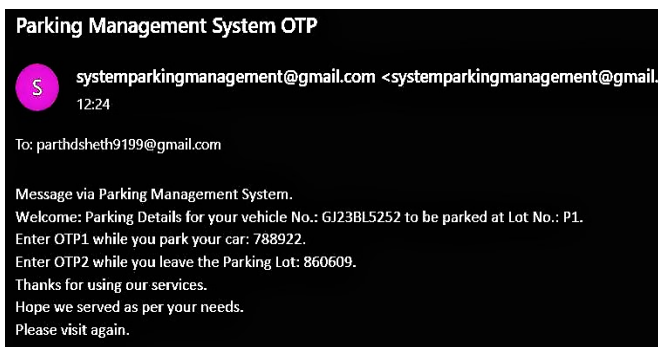 Parking Management System OTP
S
systemparkingmanagement@gmail.com <systemparkingmanagement@gmail.
12:24
To: parthdsheth9199@gmail.com
Message via Parking Management System.
Welcome: Parking Details for your vehicle No.: GJ23BL5252 to be parked at Lot No.: P1.
Enter OTP1 while you park your car: 788922.
Enter OTP2 while you leave the Parking Lot: 860609.
Thanks for using our services.
Hope we served as per your needs.
Please visit again.